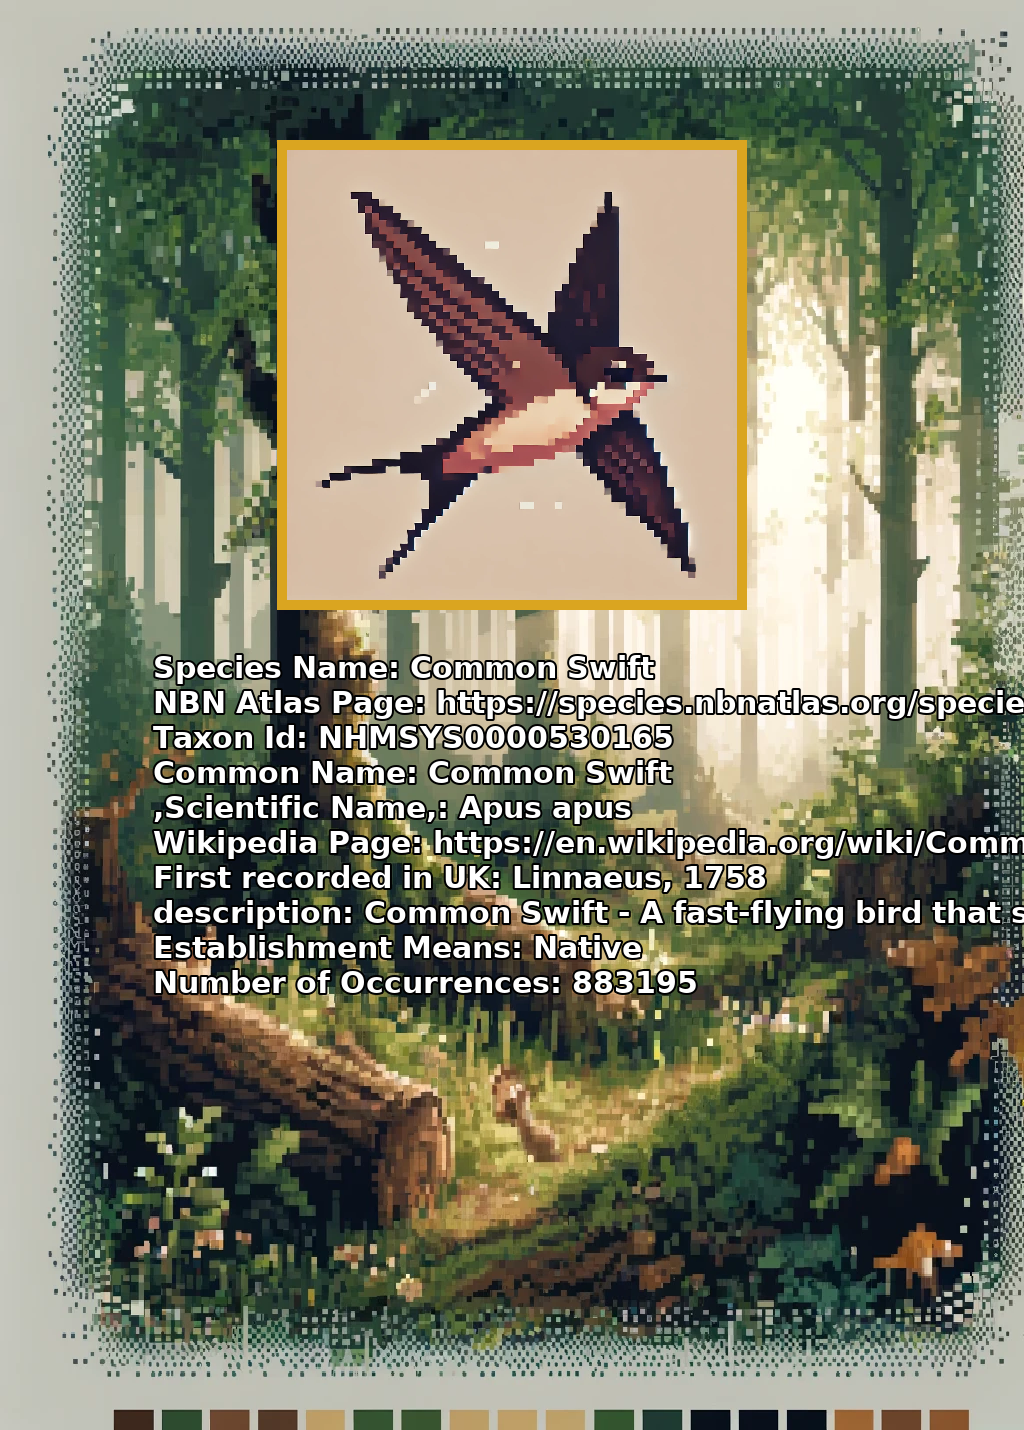 Species Name: Common Swift
NBN Atlas Page: https://species.nbnatlas.org/specie
Taxon Id: NHMSYS0000530165
Common Name: Common Swift
,Scientific Name,: Apus apus
Wikipedia Page: https://en.wikipedia.org/wiki/Comm
First recorded in UK: Linnaeus, 1758
description: Common Swift - A fast-flying bird that s
Establishment Means: Native
Number of Occurrences: 883195